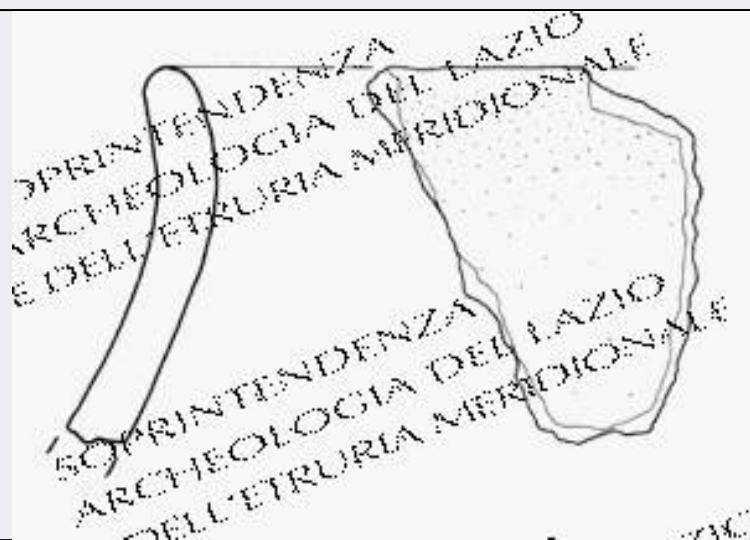 SOPRINTENDENZA
ARCHEOLOGIA DEL LAZIO
E DELL'ETRURIA MERIDIONALE
SOPRINTENDENZA
ARCHEOLOGIA DEL LAZIO
DELL'ETRURIA MERIDIONALE